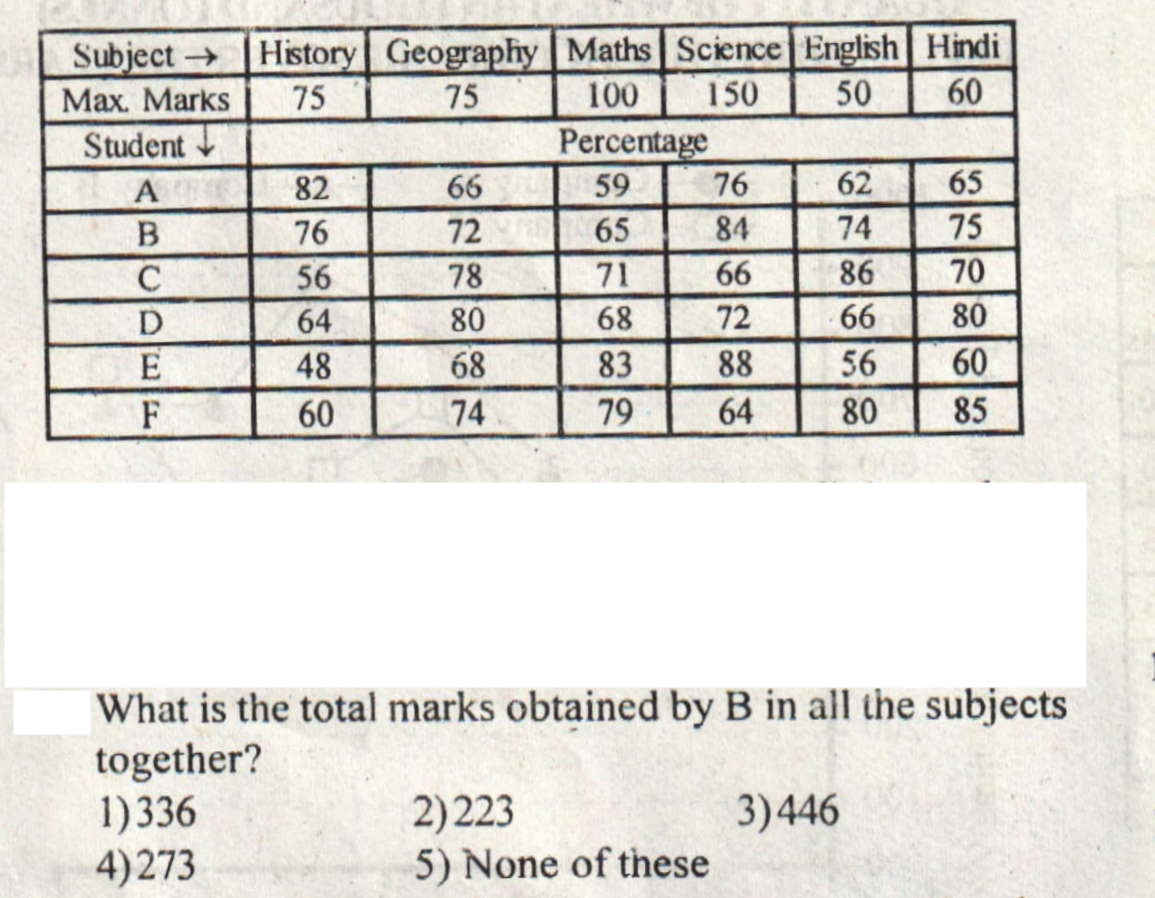 Subject → History Geography Maths Science English Hindi
Max. Marks 75 75 100 150 50 60
Student ↓ Percentage
A 82 66 59 76 62 65
B 76 72 65 84 74 75
C 56 78 71 66 86 70
D 64 80 68 72 66 80
E 48 68 83 88 56 60
F 60 74 79 64 80 85
What is the total marks obtained by B in all the subjects
together?
1) 336 2) 223 3) 446
4) 273 5) None of these